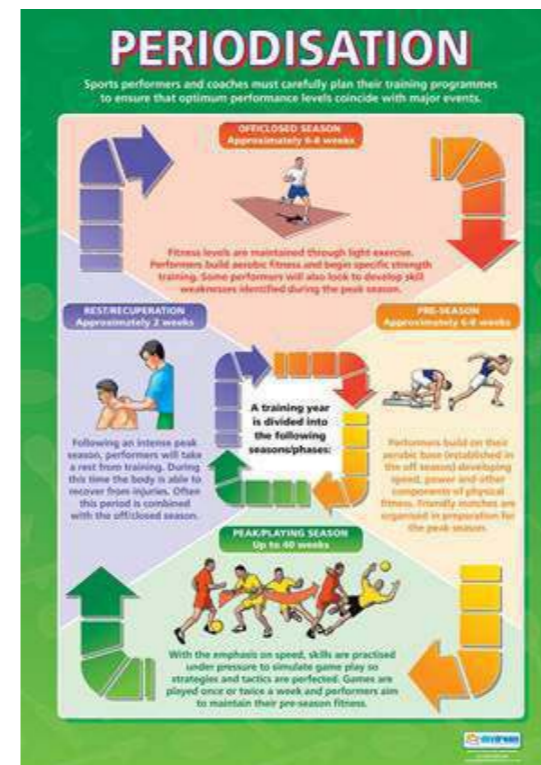 PERIODISATION
Sports performers and coaches must carefully plan their training programmes
to ensure that optimum performance levels coincide with major events.
OFF/CLOSED SEASON
Approximately 6-8 weeks
Fitness levels are maintained through light exercise.
Performers build aerobic fitness and begin specific strength
training. Some performers will also look to develop skill
weaknesses identified during the peak season.
REST/RECUPERATION
Approximately 2 weeks
Following an intense peak
season, performers will take
a rest from training. During
this time the body is able to
recover from injuries. Often
this period is combined
with the off/closed season.
A training year
is divided into
the following
seasons/phases:
PRE-SEASON
Approximately 6-8 weeks
Performers build on their
aerobic base (established in
the off season) developing
speed, power and other
components of physical
fitness. Friendly matches are
organised in preparation for
the peak season.
PEAK/PLAYING SEASON
Up to 40 weeks
With the emphasis on speed, skills are practised
under pressure to simulate game play so
strategies and tactics are perfected. Games are
played once or twice a week and performers aim
to maintain their pre-season fitness.
daydream